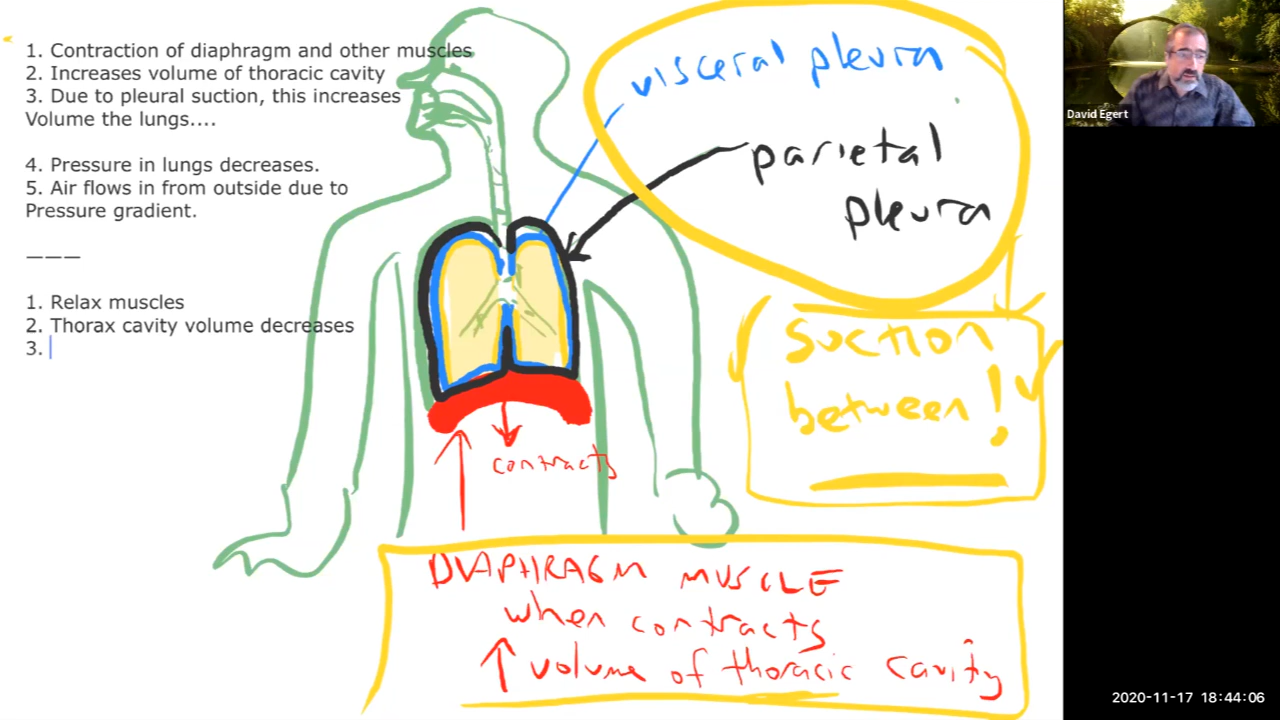 1. Contraction of diaphragm and other muscles
2. Increases volume of thoracic cavity
3. Due to pleural suction, this increases
Volume the lungs....
4. Pressure in lungs decreases.
5. Air flows in from outside due to
Pressure gradient.
———
1. Relax muscles
2. Thorax cavity volume decreases
3.
visceral pleura
parietal
pleura
suction
between!
contracts
DIAPHRAGM MUSCLE
when contracts
↑ volume of thoracic cavity
David Egert
2020-11-17 18:44:06